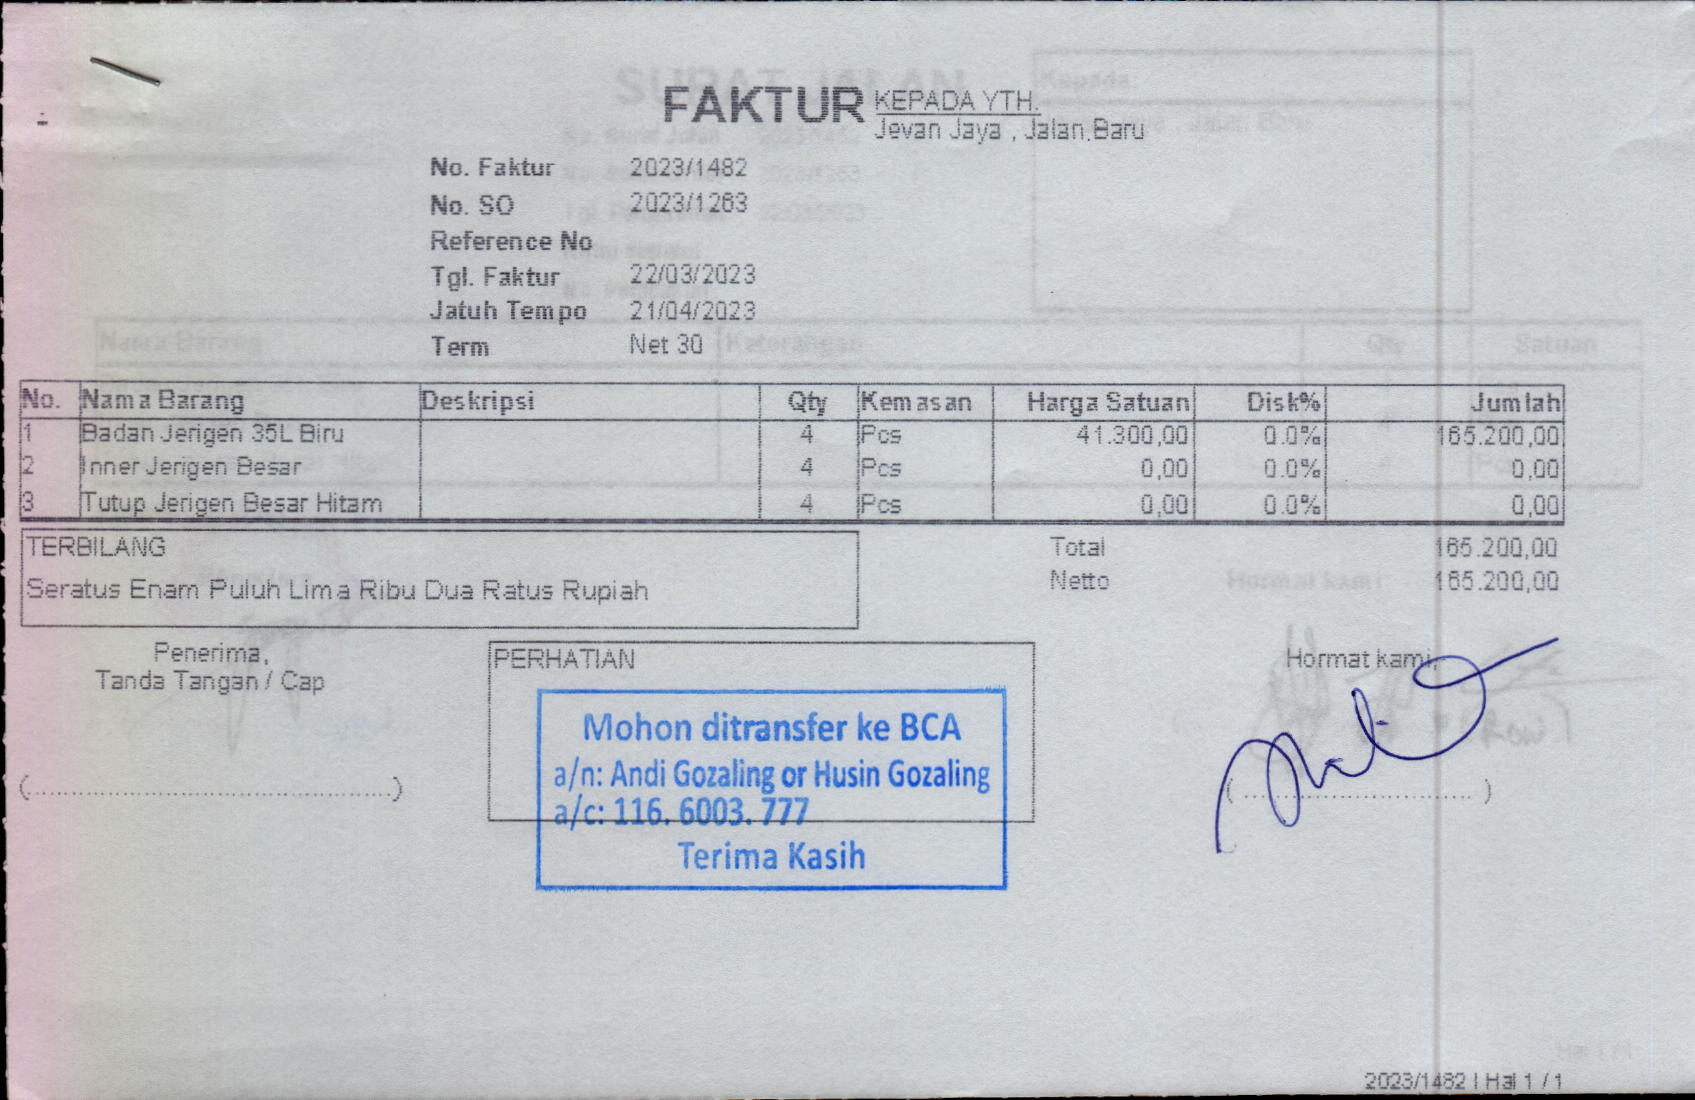 FAKTUR
KEPADA YTH.
Jevan Jaya , Jalan Baru
No. Faktur 2023/1482
No. SO 2023/1263
Reference No
Tgl. Faktur 22/03/2023
Jatuh Tempo 21/04/2023
Term Net 30
No. Nama Barang Deskripsi Qty Kemasan Harga Satuan Disk% Jumlah
1 Badan Jerigen 35L Biru 4 Pcs 41.300,00 0.0% 165.200,00
2 Inner Jerigen Besar 4 Pcs 0,00 0.0% 0,00
3 Tutup Jerigen Besar Hitam 4 Pcs 0,00 0.0% 0,00
TERBILANG
Seratus Enam Puluh Lima Ribu Dua Ratus Rupiah
Total 165.200,00
Netto 165.200,00
Penerima,
Tanda Tangan / Cap
(....................................................)
PERHATIAN
Mohon ditransfer ke BCA
a/n: Andi Gozaling or Husin Gozaling
a/c: 116. 6003. 777
Terima Kasih
Hormat kami,
(.................................)
2023/1482 | Hal 1 / 1